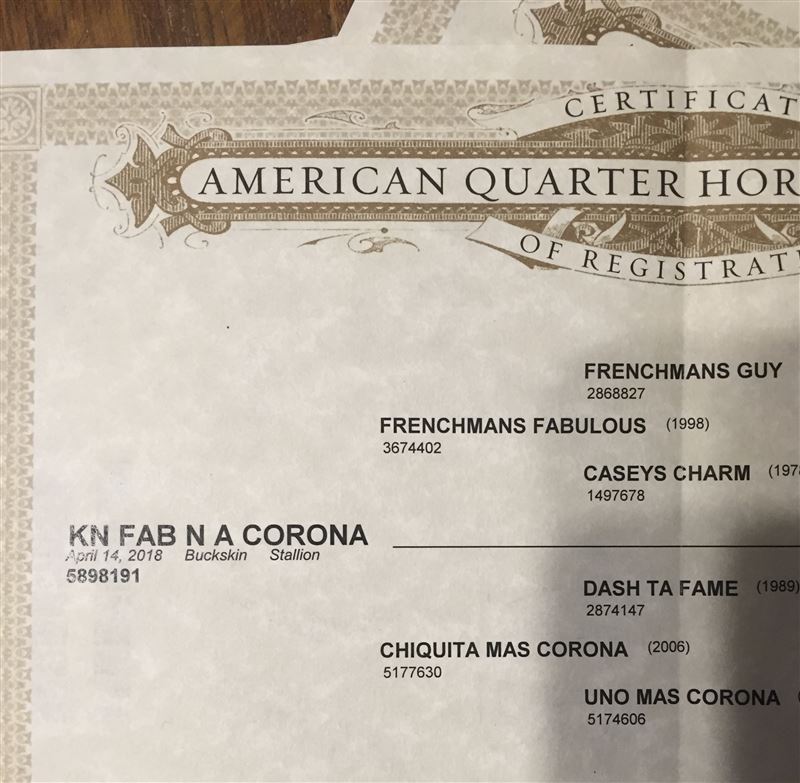 CERTIFICAT
AMERICAN QUARTER HOR
OF REGISTRATI
FRENCHMANS GUY
2868827
FRENCHMANS FABULOUS (1998)
3674402
CASEYS CHARM (197
1497678
KN FAB N A CORONA
April 14, 2018 Buckskin Stallion
5898191
DASH TA FAME (1989)
2874147
CHIQUITA MAS CORONA (2006)
5177630
UNO MAS CORONA
5174606